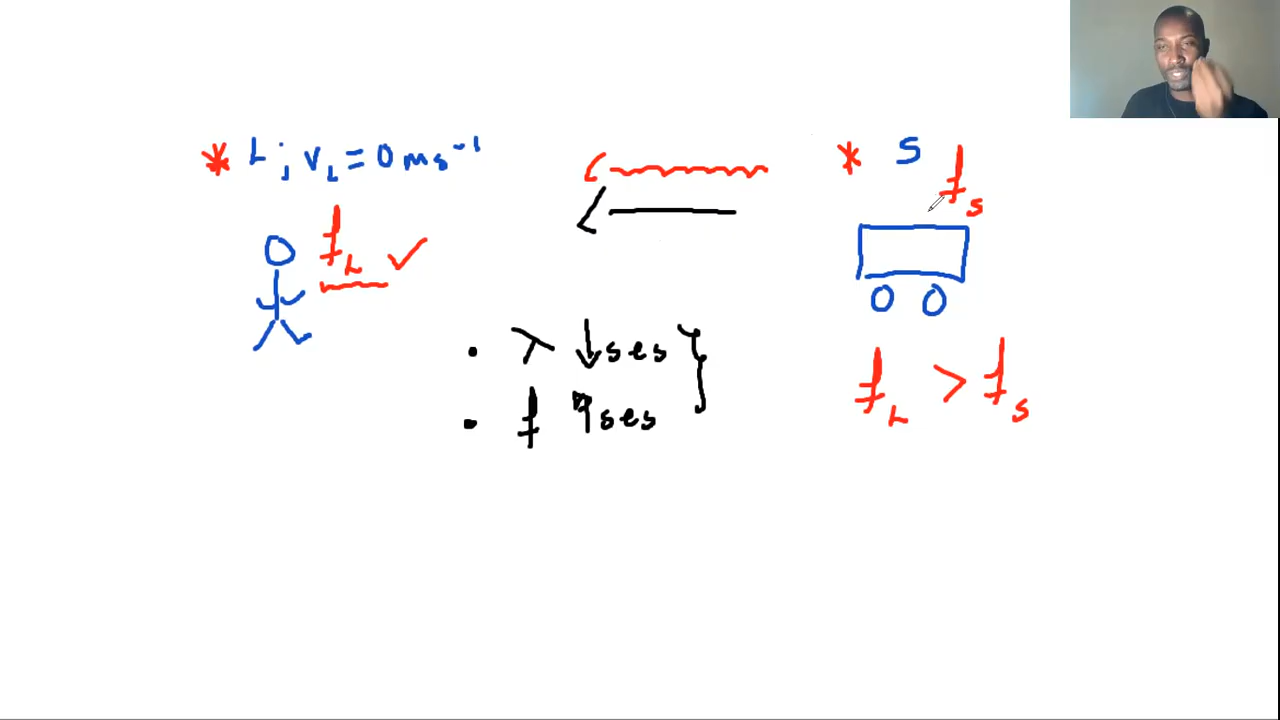 * L ; v_L = 0 ms⁻¹
* S f_s
f_L ✓
• λ ↓ses
f_L > f_s
• f ↑ses